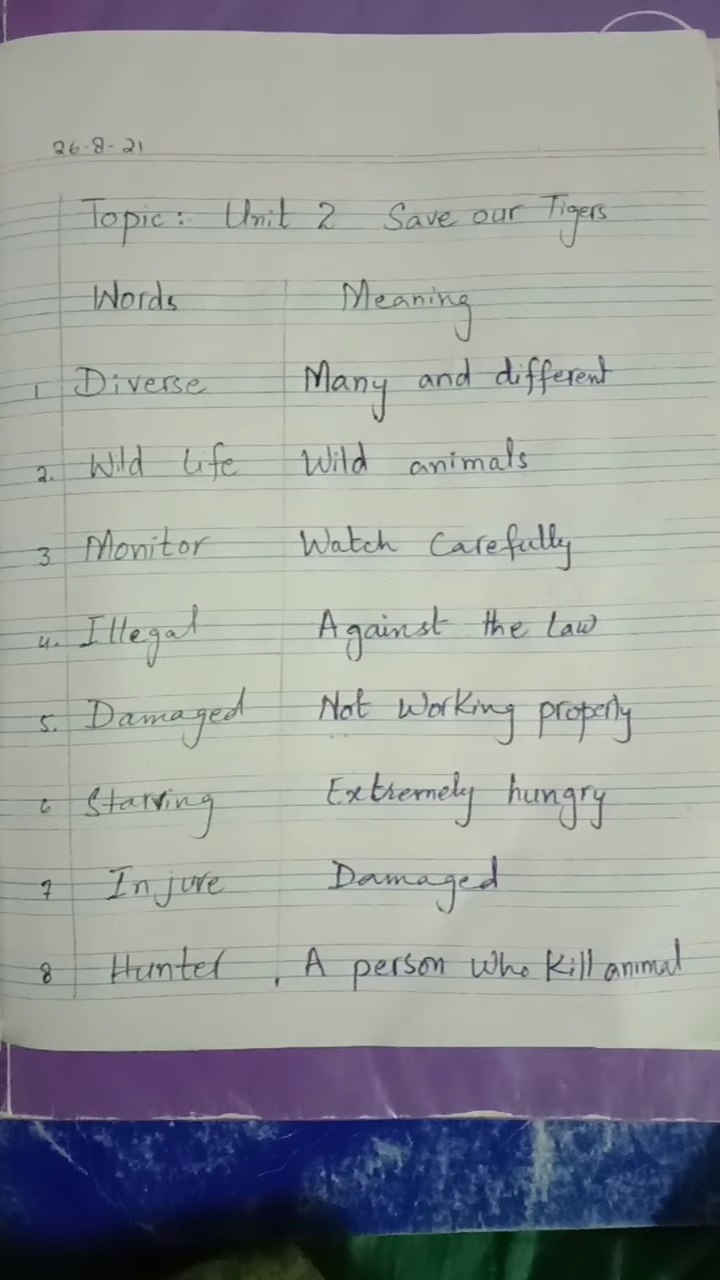 26-8-21
Topic: Unit 2 Save our Tigers
Words Meaning
1 Diverse Many and different
2. Wild Life Wild animals
3 Monitor Watch Carefully
4. Illegal Against the Law
5. Damaged Not Working properly
6 Starving Extremely hungry
7 Injure Damaged
8 Hunter , A person Who Kill animal